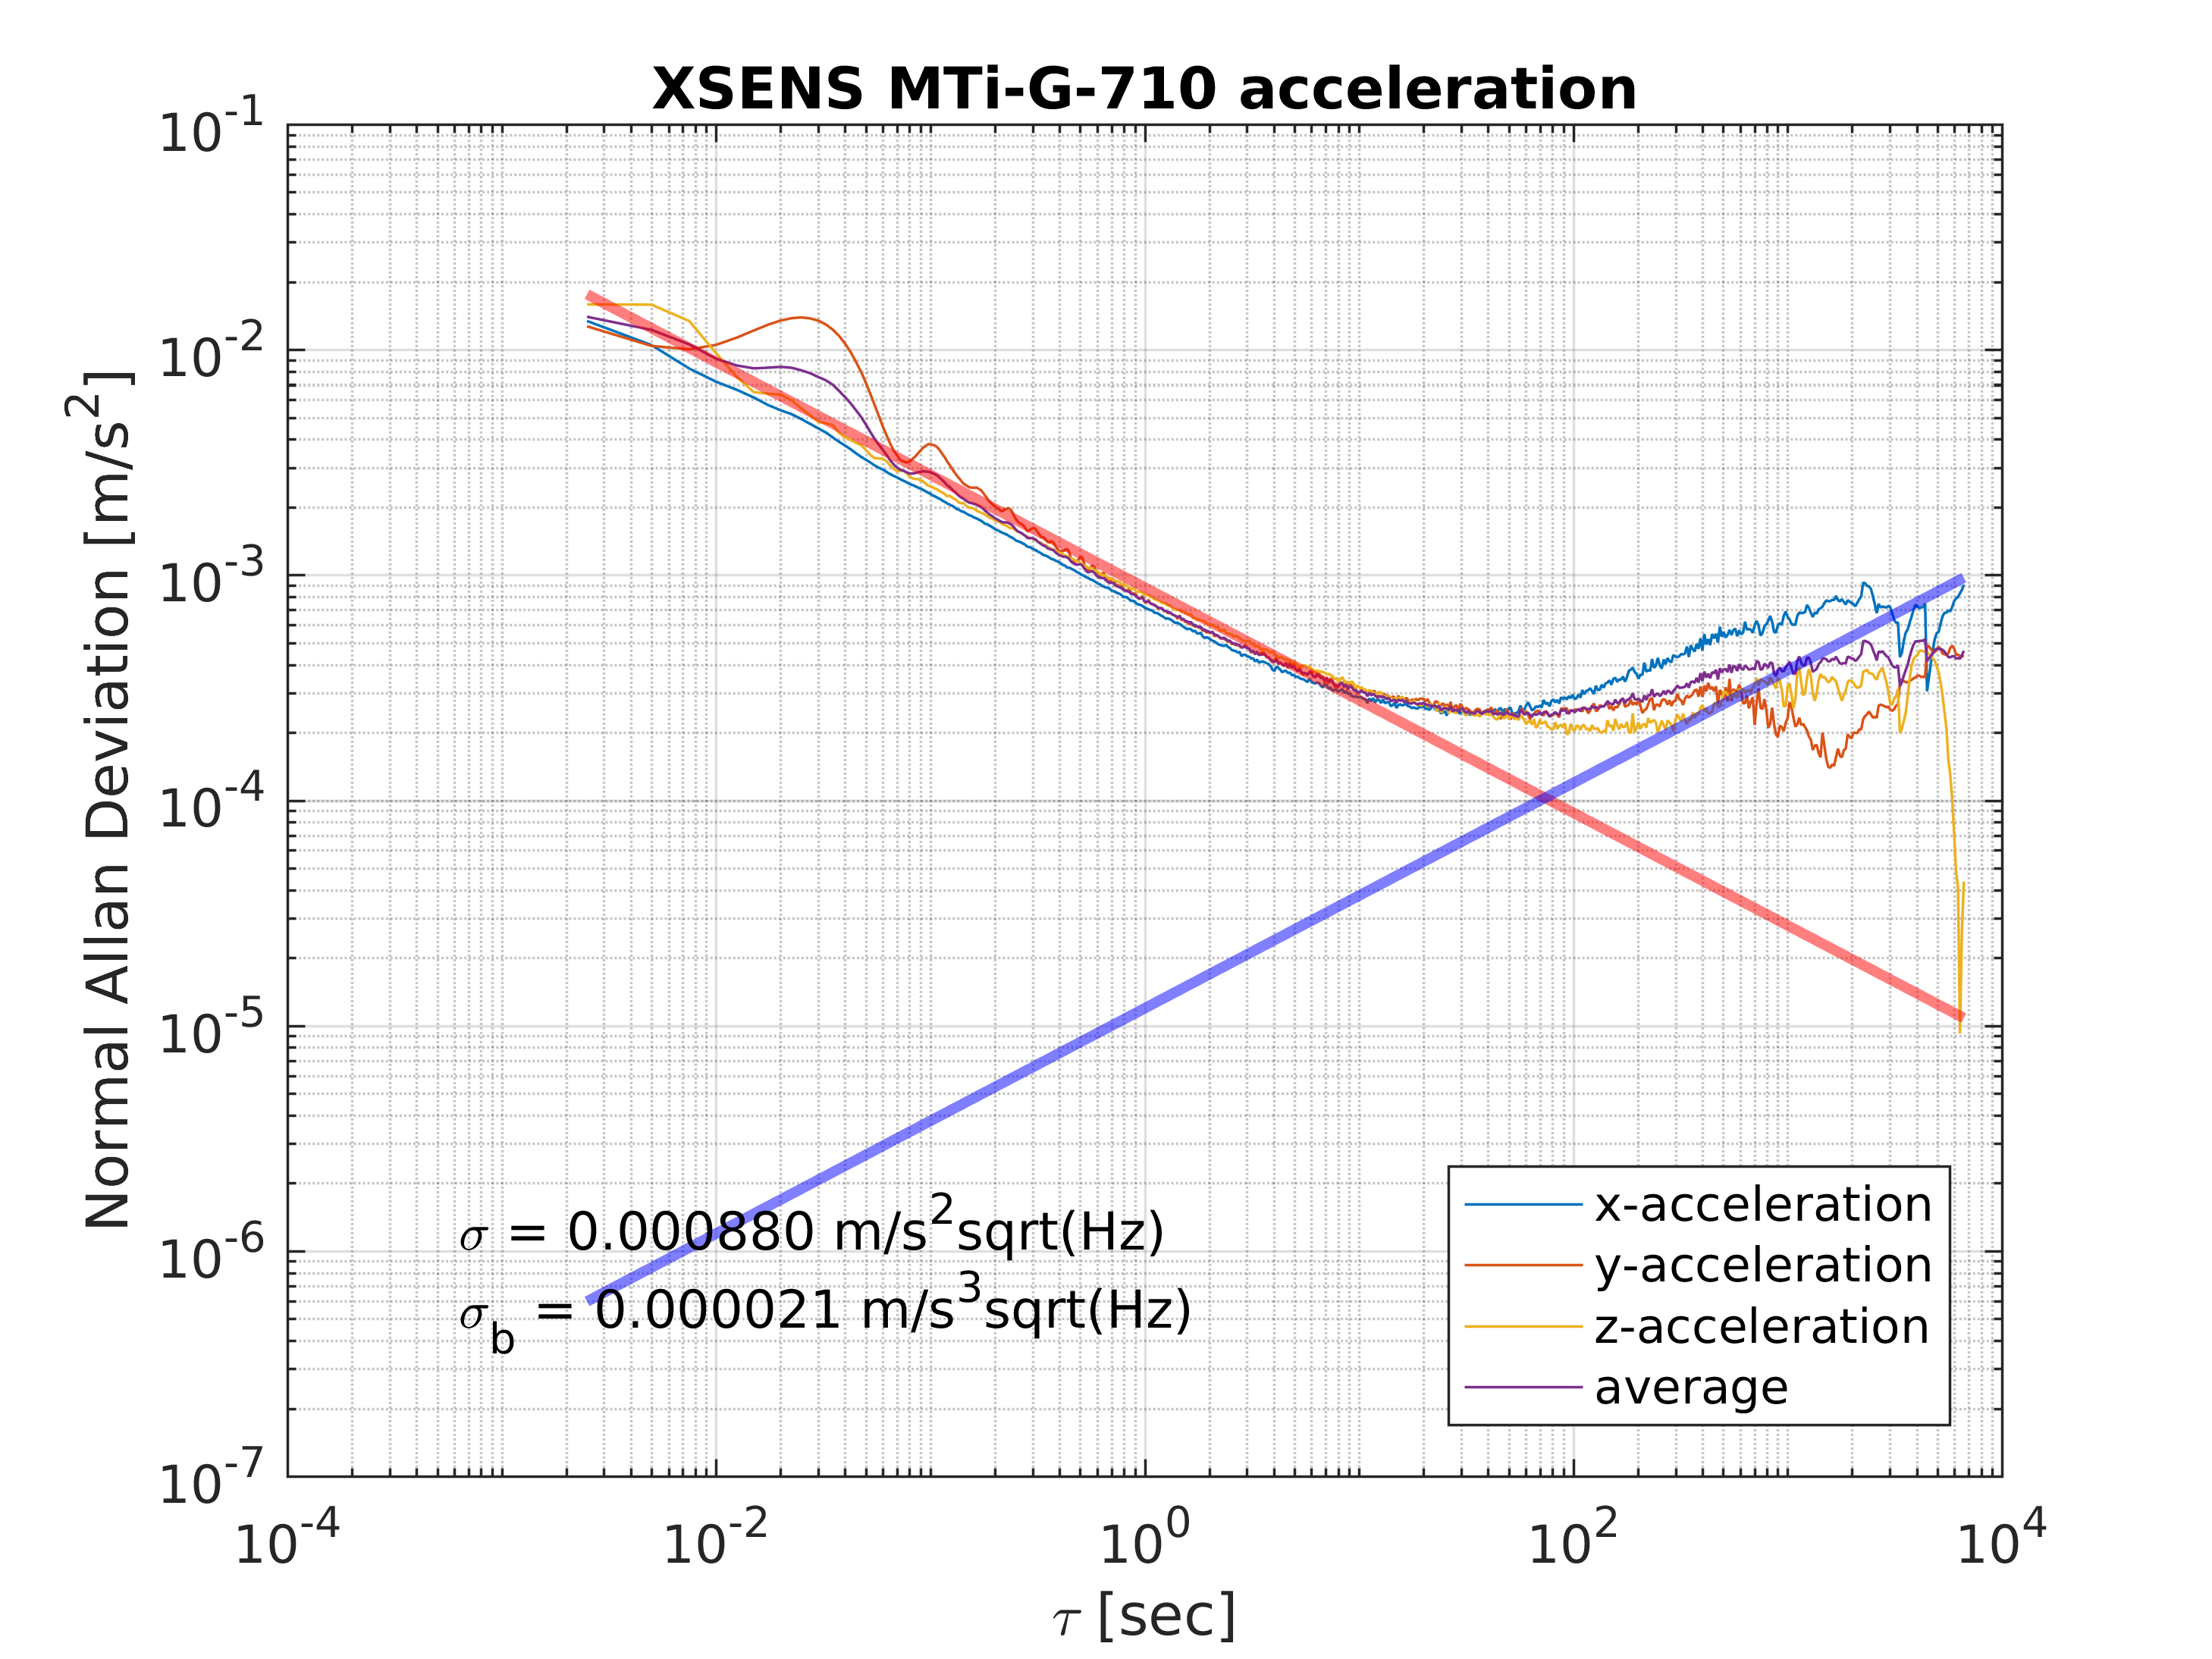 XSENS MTi-G-710 acceleration
Normal Allan Deviation [m/s²]
10⁻¹
10⁻²
10⁻³
10⁻⁴
10⁻⁵
10⁻⁶
10⁻⁷
σ = 0.000880 m/s²sqrt(Hz)
σ_b = 0.000021 m/s³sqrt(Hz)
x-acceleration
y-acceleration
z-acceleration
average
10⁻⁴ 10⁻² 10⁰ 10² 10⁴
τ [sec]